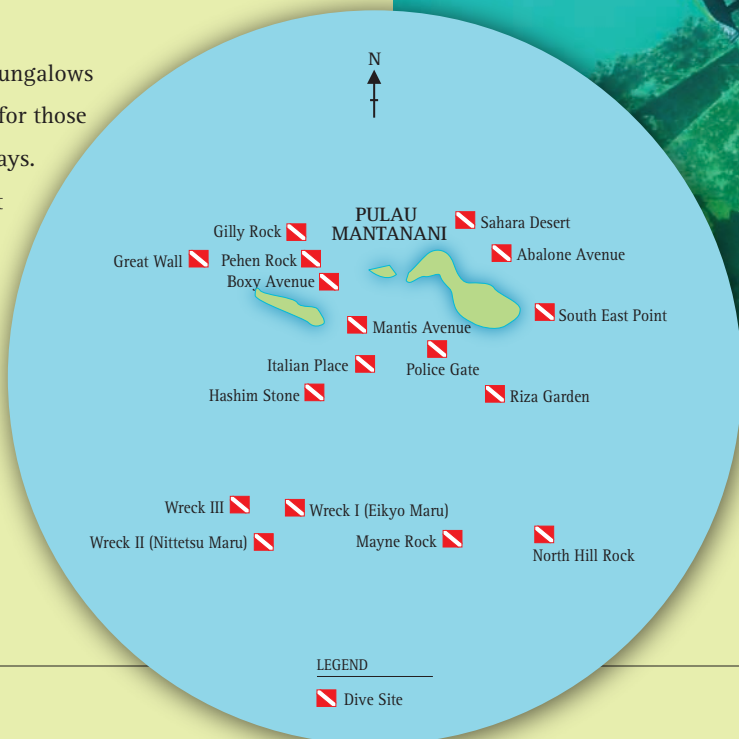 ungalows
for those
ays.
t
N
PULAU
MANTANANI
Sahara Desert
Gilly Rock
Abalone Avenue
Great Wall
Pehen Rock
Boxy Avenue
South East Point
Mantis Avenue
Italian Place
Police Gate
Hashim Stone
Riza Garden
Wreck III
Wreck I (Eikyo Maru)
Wreck II (Nittetsu Maru)
Mayne Rock
North Hill Rock
LEGEND
Dive Site